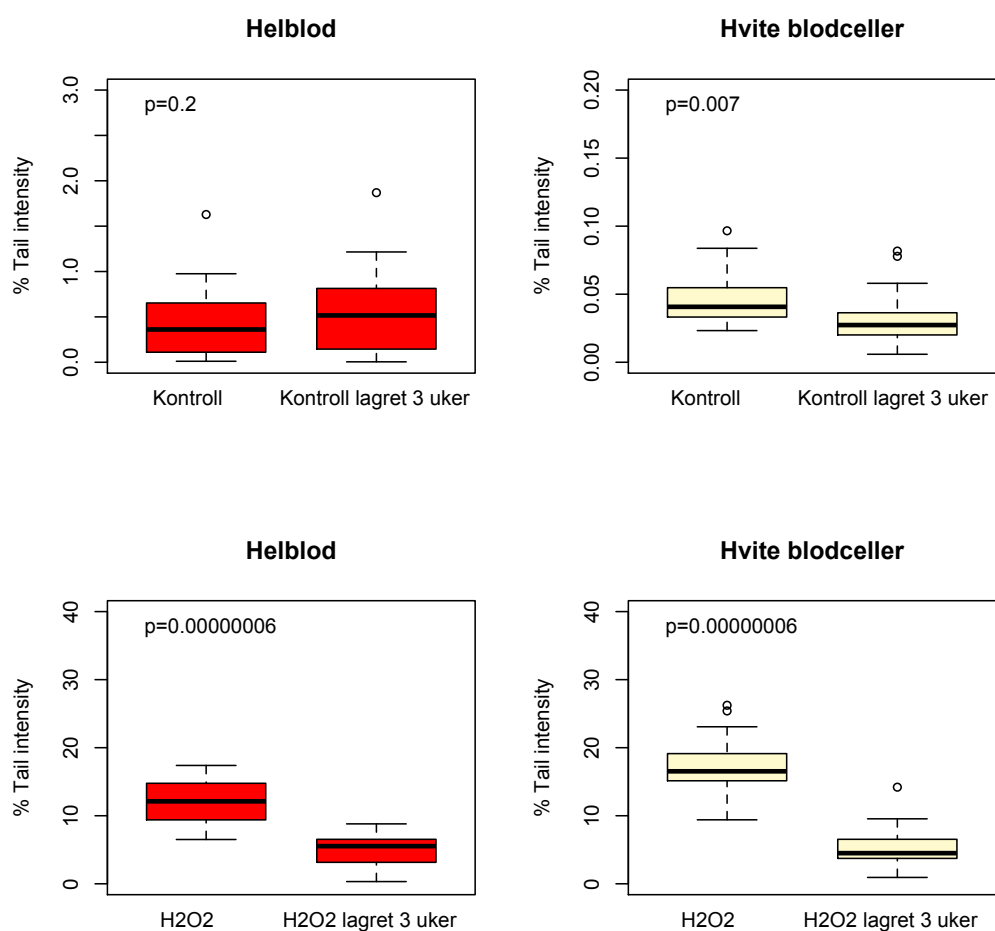 Helblod
3.0
2.0
1.0
0.0
% Tail intensity
p=0.2
Kontroll
Kontroll lagret 3 uker
Hvite blodceller
0.20
0.15
0.10
0.05
0.00
% Tail intensity
p=0.007
Kontroll
Kontroll lagret 3 uker
Helblod
40
30
20
10
0
% Tail intensity
p=0.00000006
H2O2
H2O2 lagret 3 uker
Hvite blodceller
40
30
20
10
0
% Tail intensity
p=0.00000006
H2O2
H2O2 lagret 3 uker